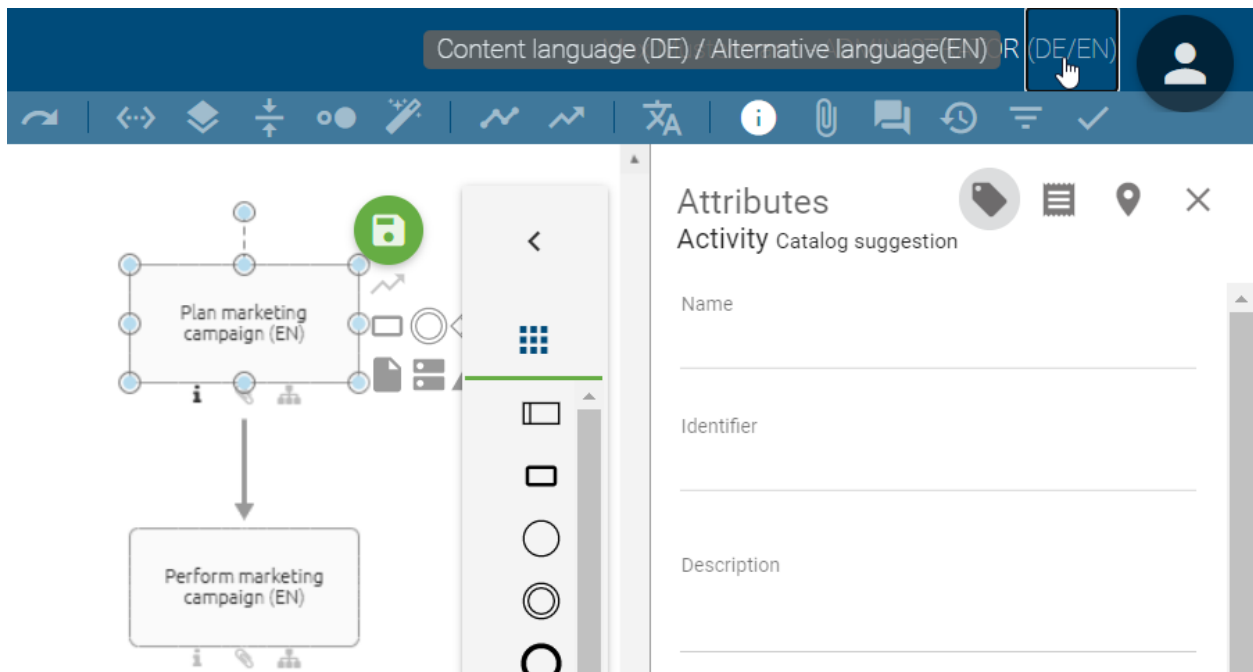 Content language (DE) / Alternative language(EN)
R (DE/EN)
Attributes
Activity Catalog suggestion
Name
Plan marketing
campaign (EN)
Identifier
Description
Perform marketing
campaign (EN)